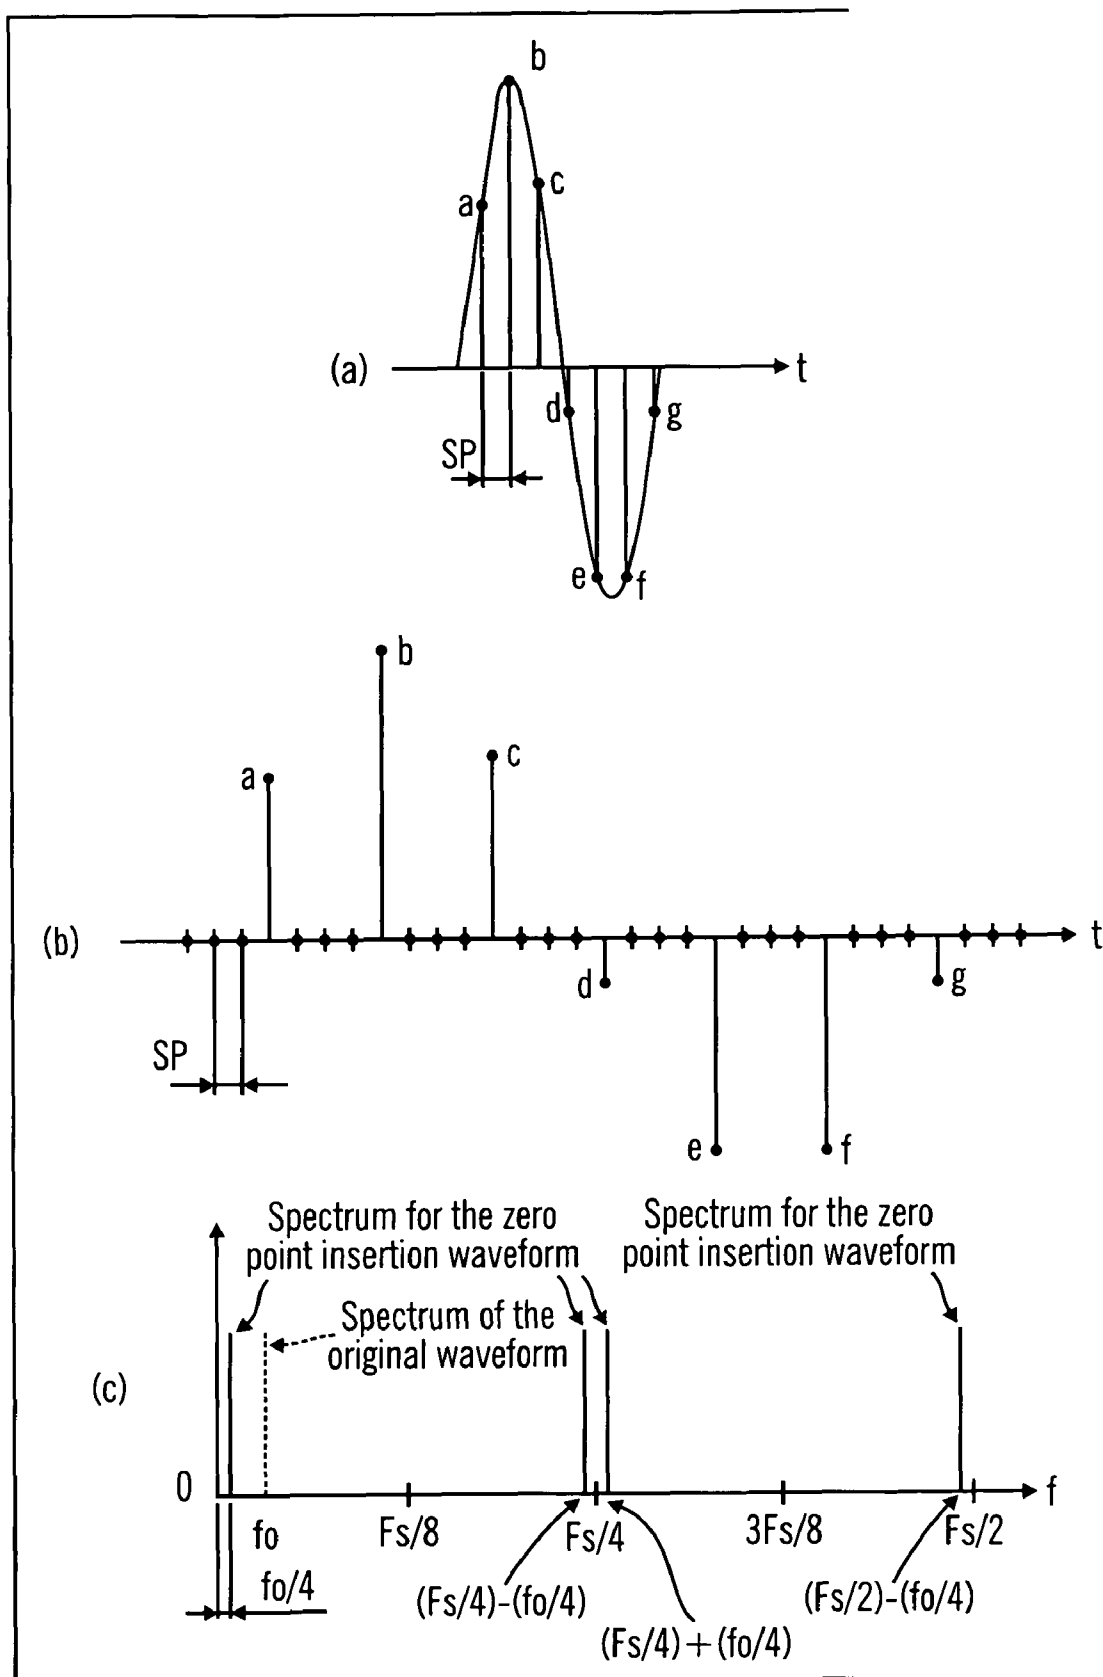 b
a
c
(a)
t
d
g
SP
e
f
b
a
c
(b)
t
d
g
SP
e
f
Spectrum for the zero
point insertion waveform
Spectrum for the zero
point insertion waveform
Spectrum of the
original waveform
(c)
0
f
fo
Fs/8
Fs/4
3Fs/8
Fs/2
fo/4
(Fs/4)-(fo/4)
(Fs/2)-(fo/4)
(Fs/4)+(fo/4)